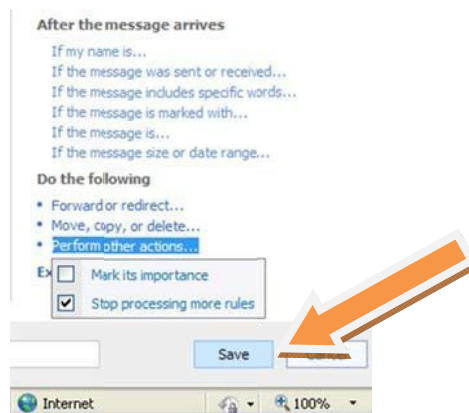 After the message arrives
If my name is...
If the message was sent or received...
If the message includes specific words...
If the message is marked with...
If the message is...
If the message size or date range...
Do the following
• Forward or redirect...
• Move, copy, or delete...
• Perform other actions...
Mark its importance
Stop processing more rules
Save
Internet
100%